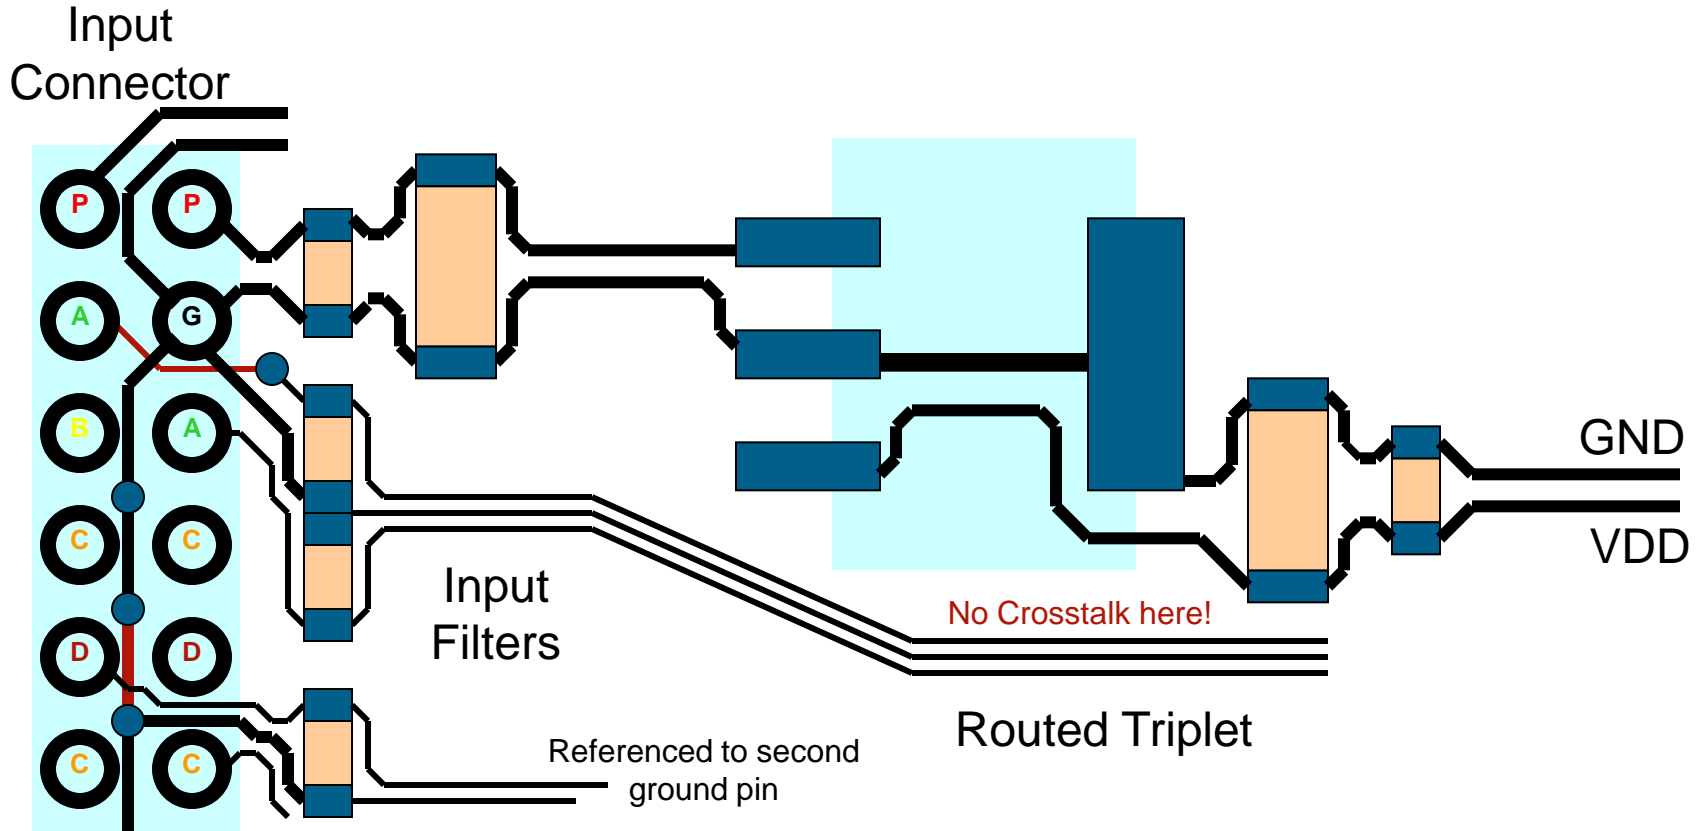 Input
Connector
P P
A G
B A
C C
D D
C C
Input
Filters
GND
VDD
No Crosstalk here!
Routed Triplet
Referenced to second
ground pin